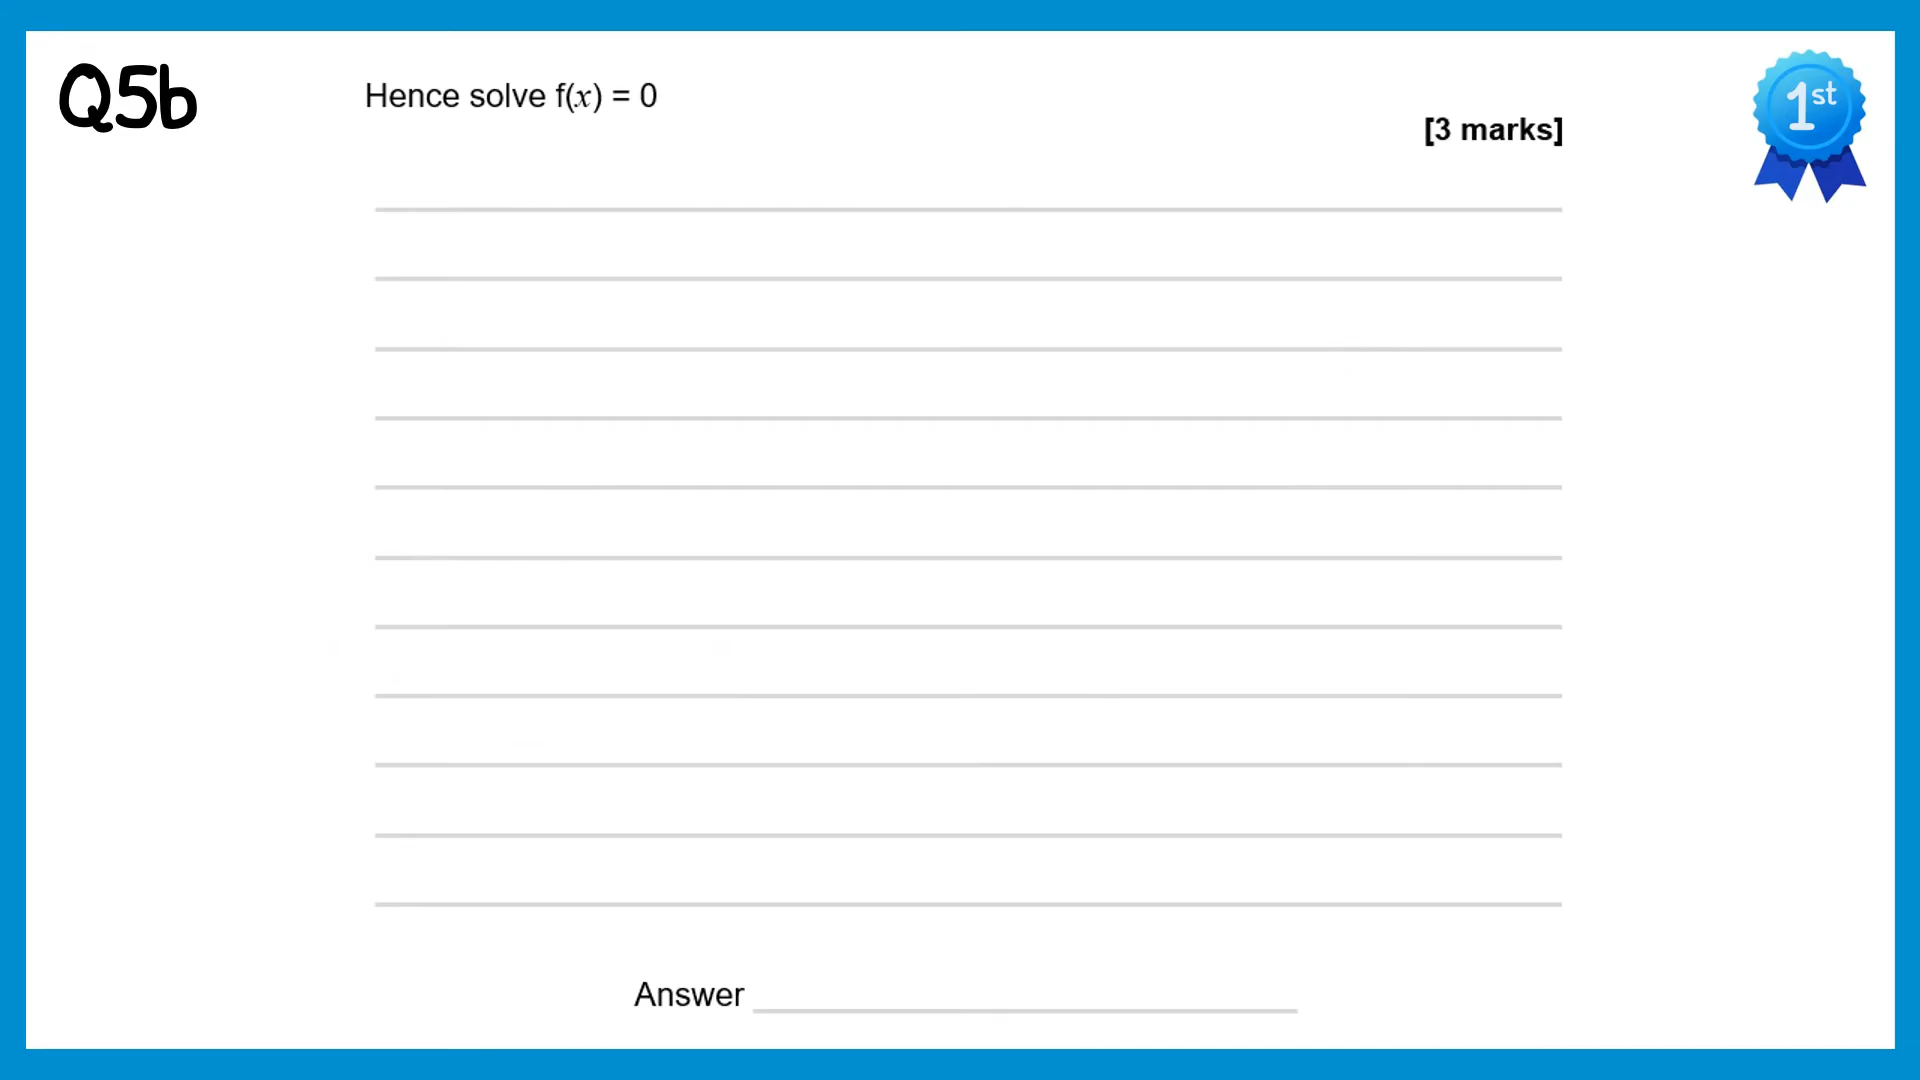 Q5b
Hence solve f(x) = 0
[3 marks]
1st
Answer